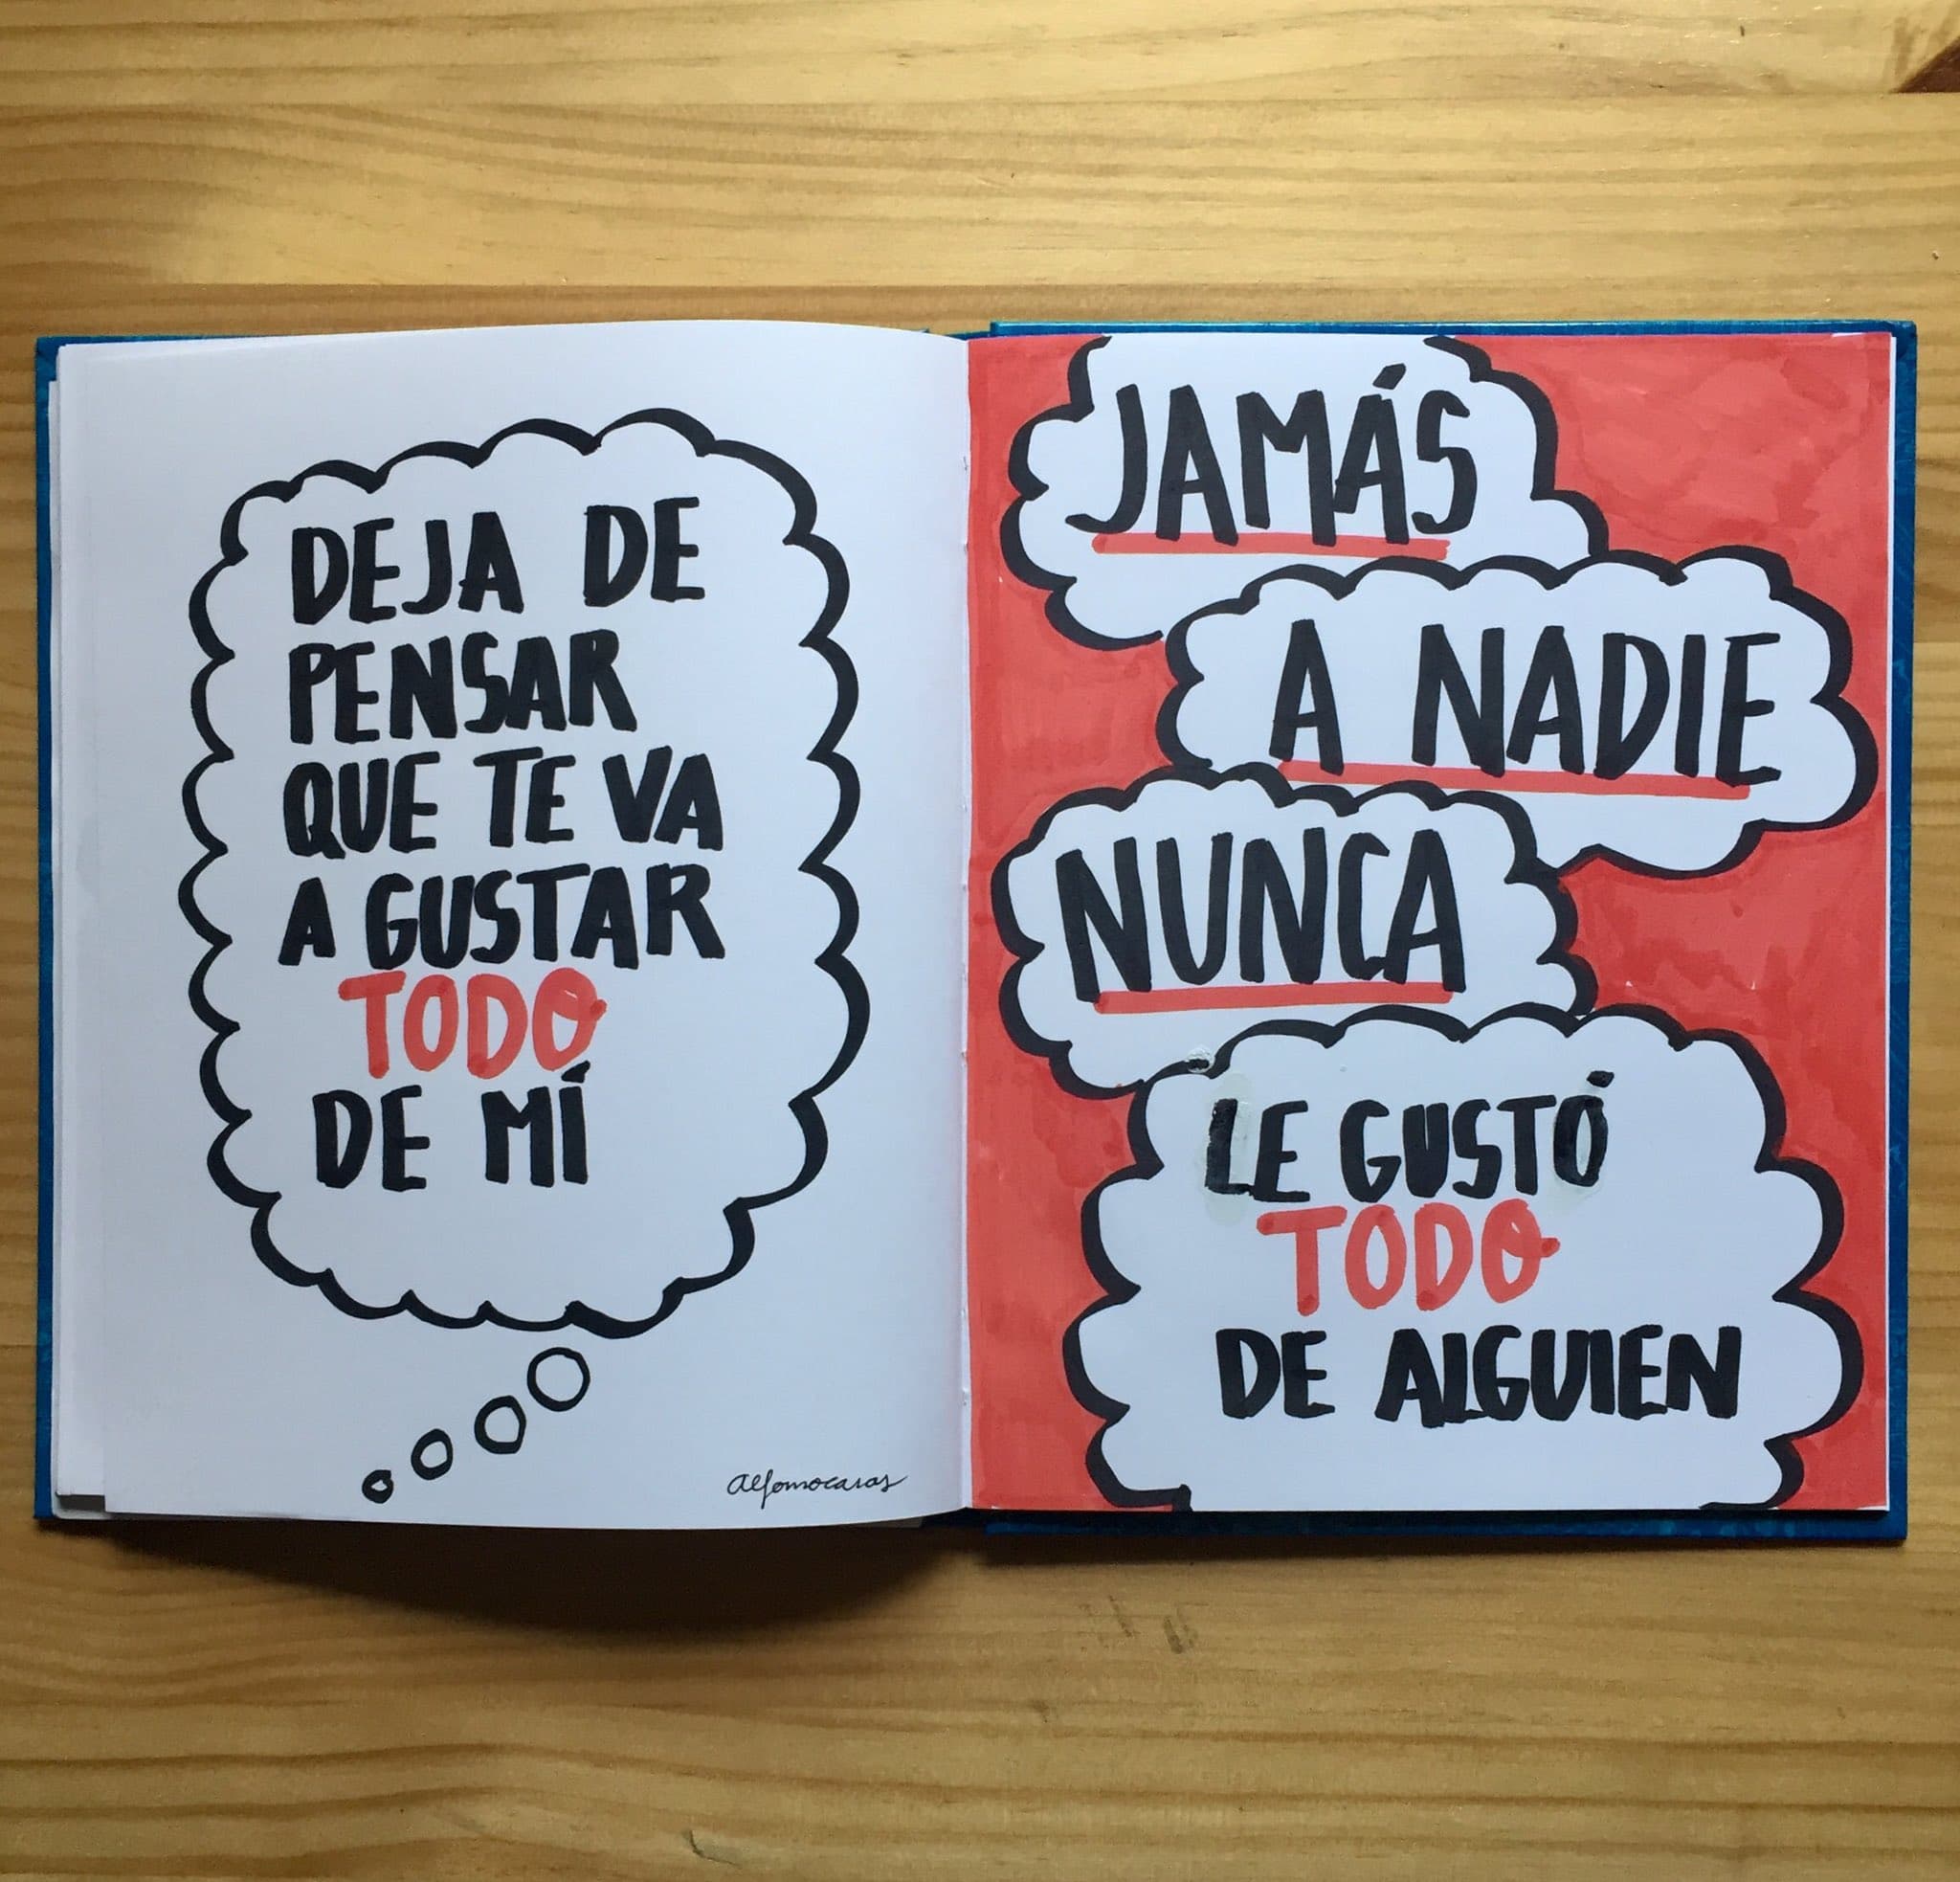 DEJA DE
PENSAR
QUE TE VA
A GUSTAR
TODO
DE MÍ
alfonsocasas
JAMÁS
A NADIE
NUNCA
LE GUSTÓ
TODO
DE ALGUIEN